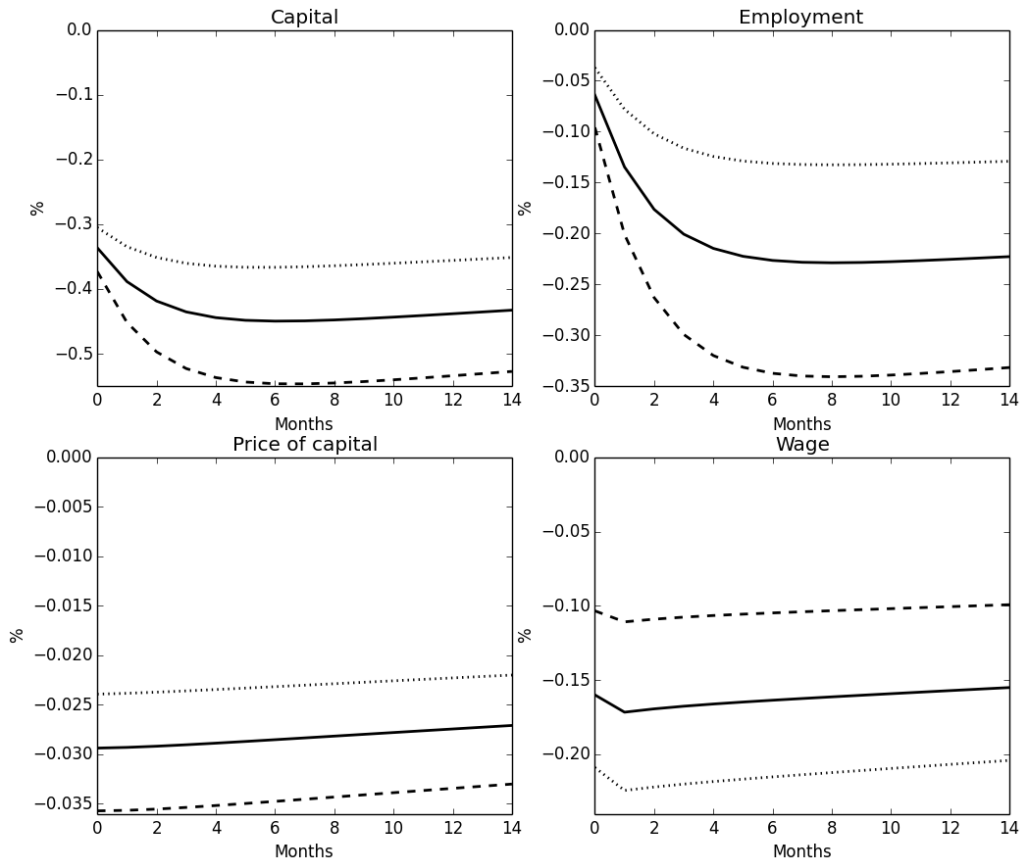 Capital
0.0
−0.1
−0.2
−0.3
−0.4
−0.5
%
0 2 4 6 8 10 12 14
Months
Employment
0.00
−0.05
−0.10
−0.15
−0.20
−0.25
−0.30
−0.35
%
0 2 4 6 8 10 12 14
Months
Price of capital
0.000
−0.005
−0.010
−0.015
−0.020
−0.025
−0.030
−0.035
%
0 2 4 6 8 10 12 14
Months
Wage
0.00
−0.05
−0.10
−0.15
−0.20
%
0 2 4 6 8 10 12 14
Months